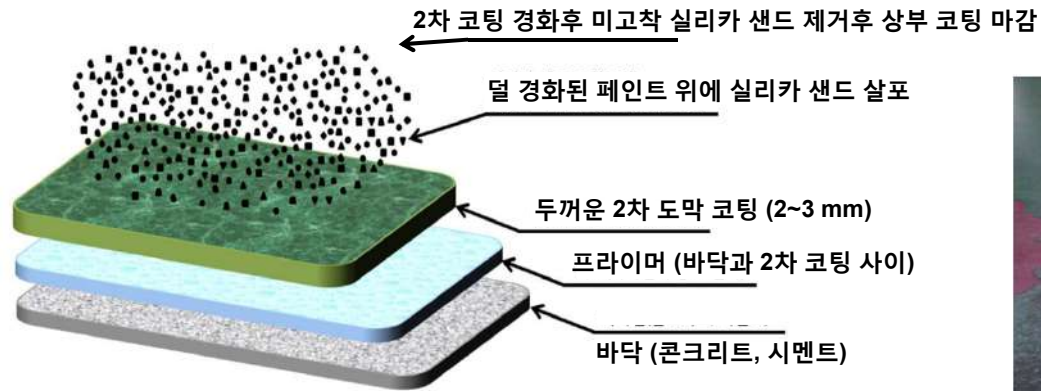 2차 코팅 경화후 미고착 실리카 샌드 제거후 상부 코팅 마감
덜 경화된 페인트 위에 실리카 샌드 살포
두꺼운 2차 도막 코팅 (2~3 mm)
프라이머 (바닥과 2차 코팅 사이)
바닥 (콘크리트, 시멘트)